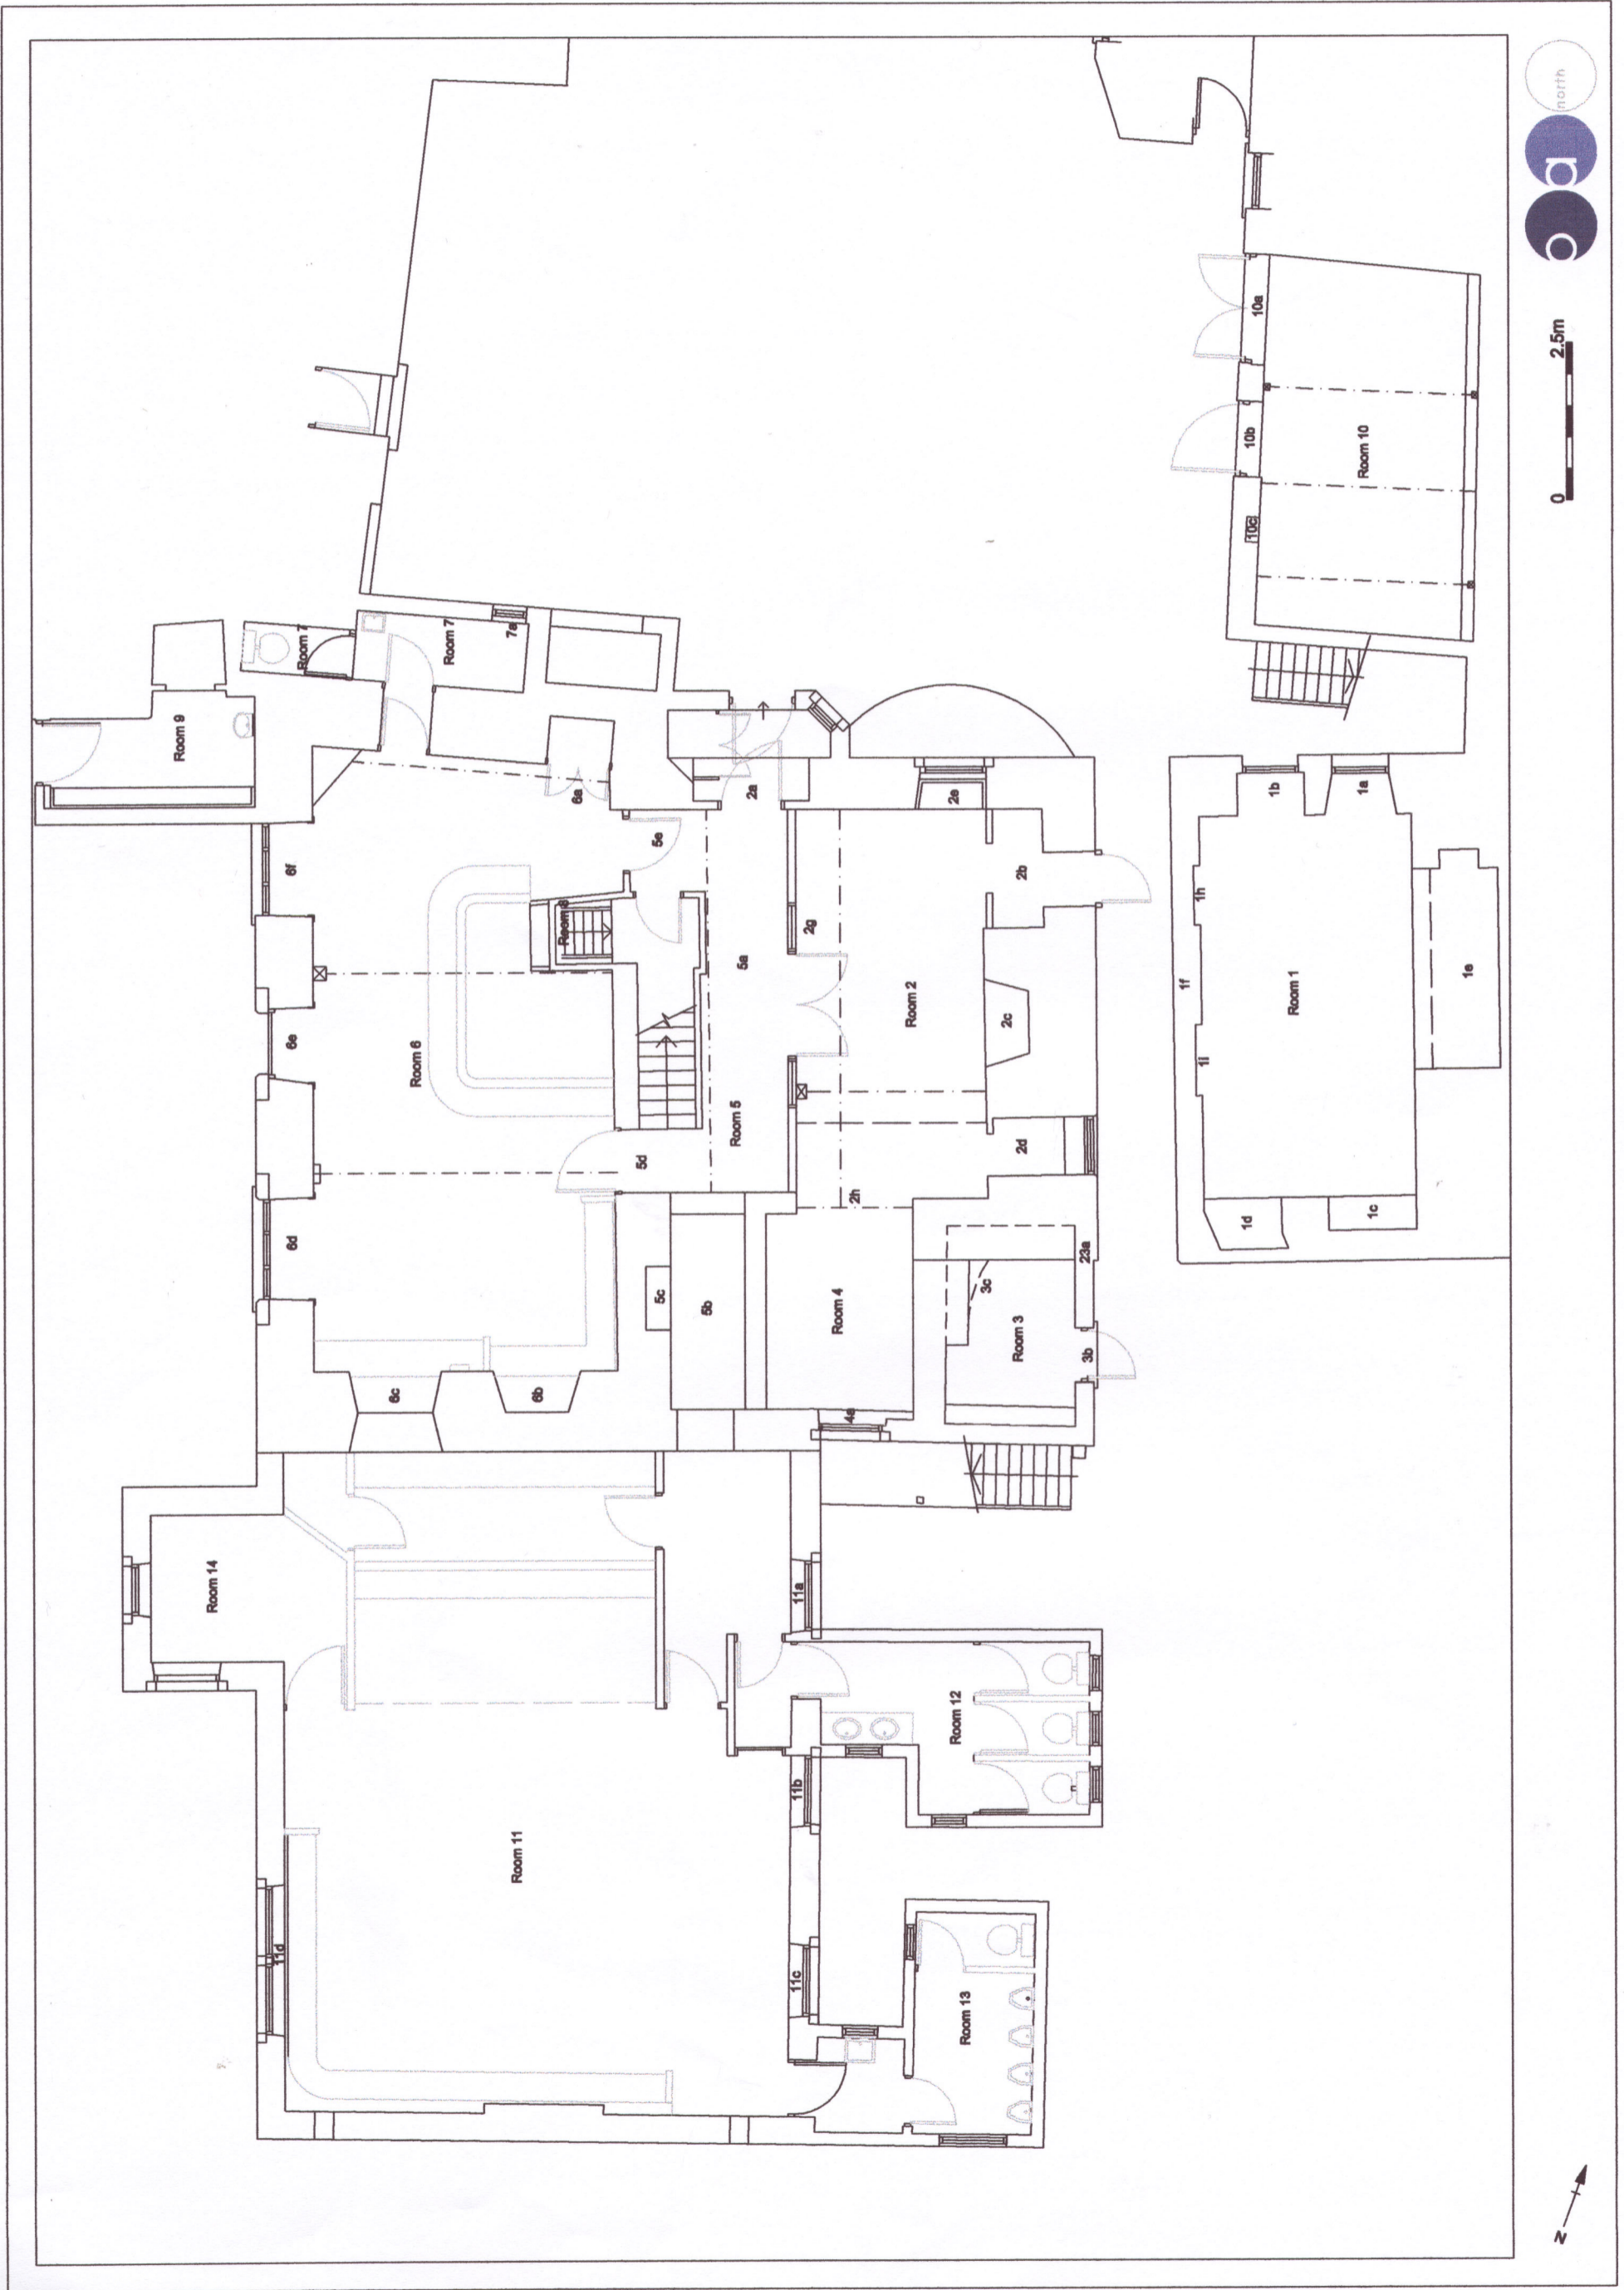 Room 9
Room 7
Room 7
7a
6a
6f
6e
6d
Room 6
6c
6b
Room 8
5e
5a
Room 5
5d
5c
5b
2a
2e
2b
2g
Room 2
2c
2d
2h
Room 4
4a
Room 3
3c
23a
3b
1b
1a
1h
1f
1i
Room 1
1e
1d
1c
10a
10b
10c
Room 10
Room 14
Room 11
11a
11b
11c
11d
Room 12
Room 13
0 2.5m
oa north
N